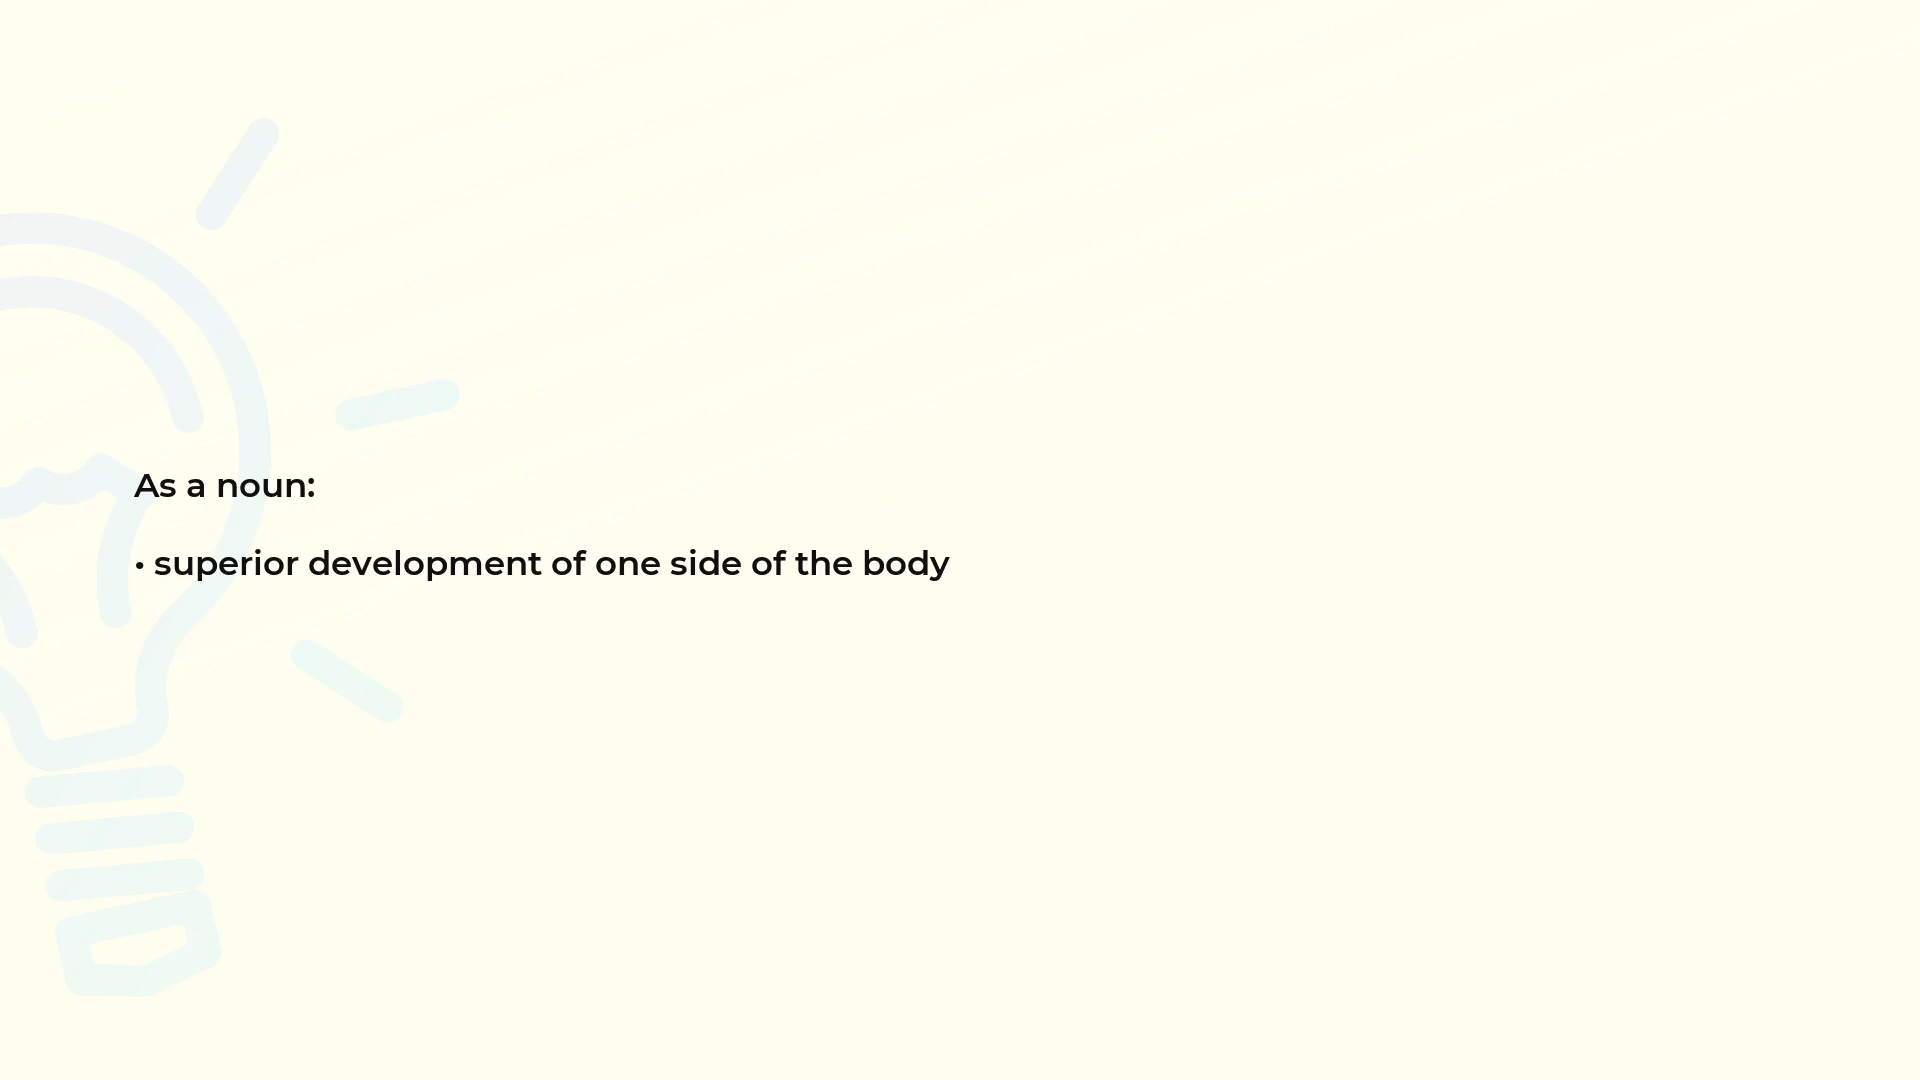 As a noun:
• superior development of one side of the body